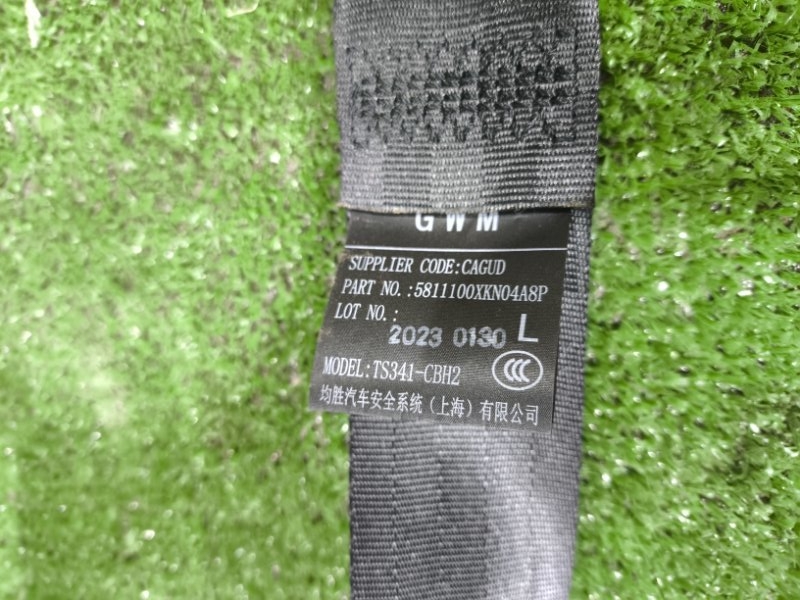 GWM
SUPPLIER CODE:CAGUD
PART NO.:5811100XKN04A8P
LOT NO.:
2023 0130 L
MODEL:TS341-CBH2
CCC
均胜汽车安全系统（上海）有限公司